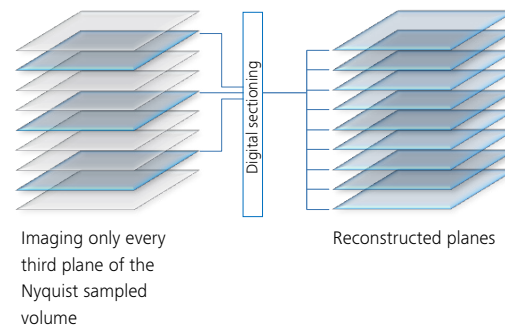 Digital sectioning
Imaging only every
third plane of the
Nyquist sampled
volume
Reconstructed planes